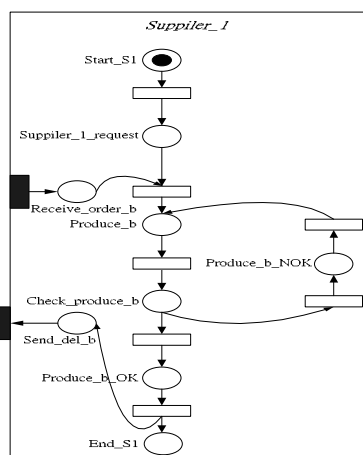 Suppiler_1
Start_S1
Suppiler_1_request
Receive_order_b
Produce_b
Produce_b_NOK
Check_produce_b
Send_del_b
Produce_b_OK
End_S1